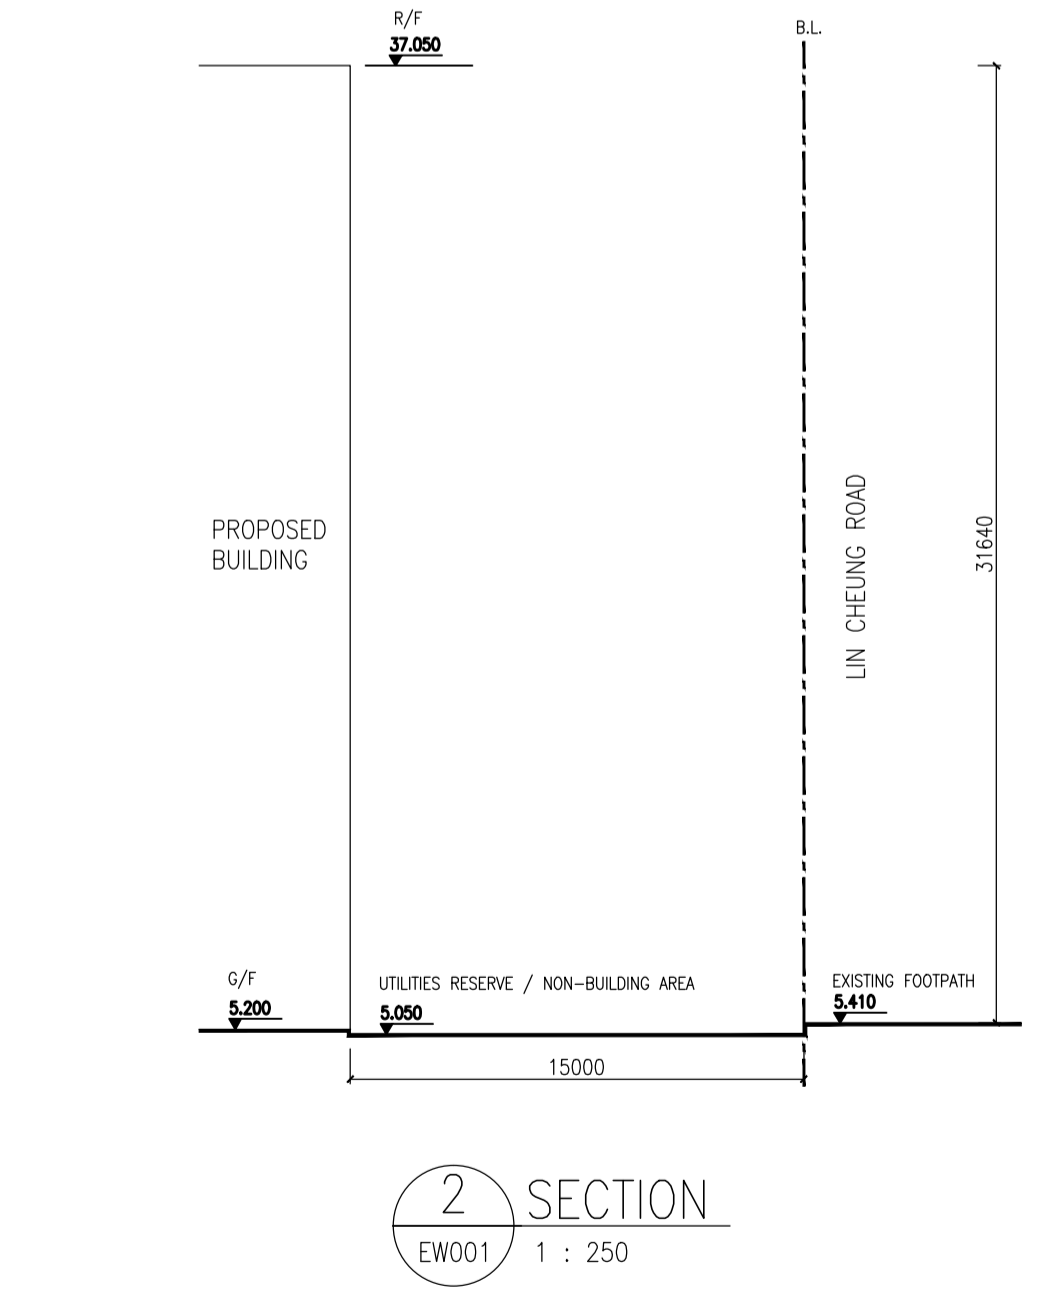 R/F
37.050
B.L.
PROPOSED
BUILDING
LIN CHEUNG ROAD
31640
G/F
5.200
UTILITIES RESERVE / NON-BUILDING AREA
5.050
EXISTING FOOTPATH
5.410
15000
2
SECTION
EW001
1 : 250